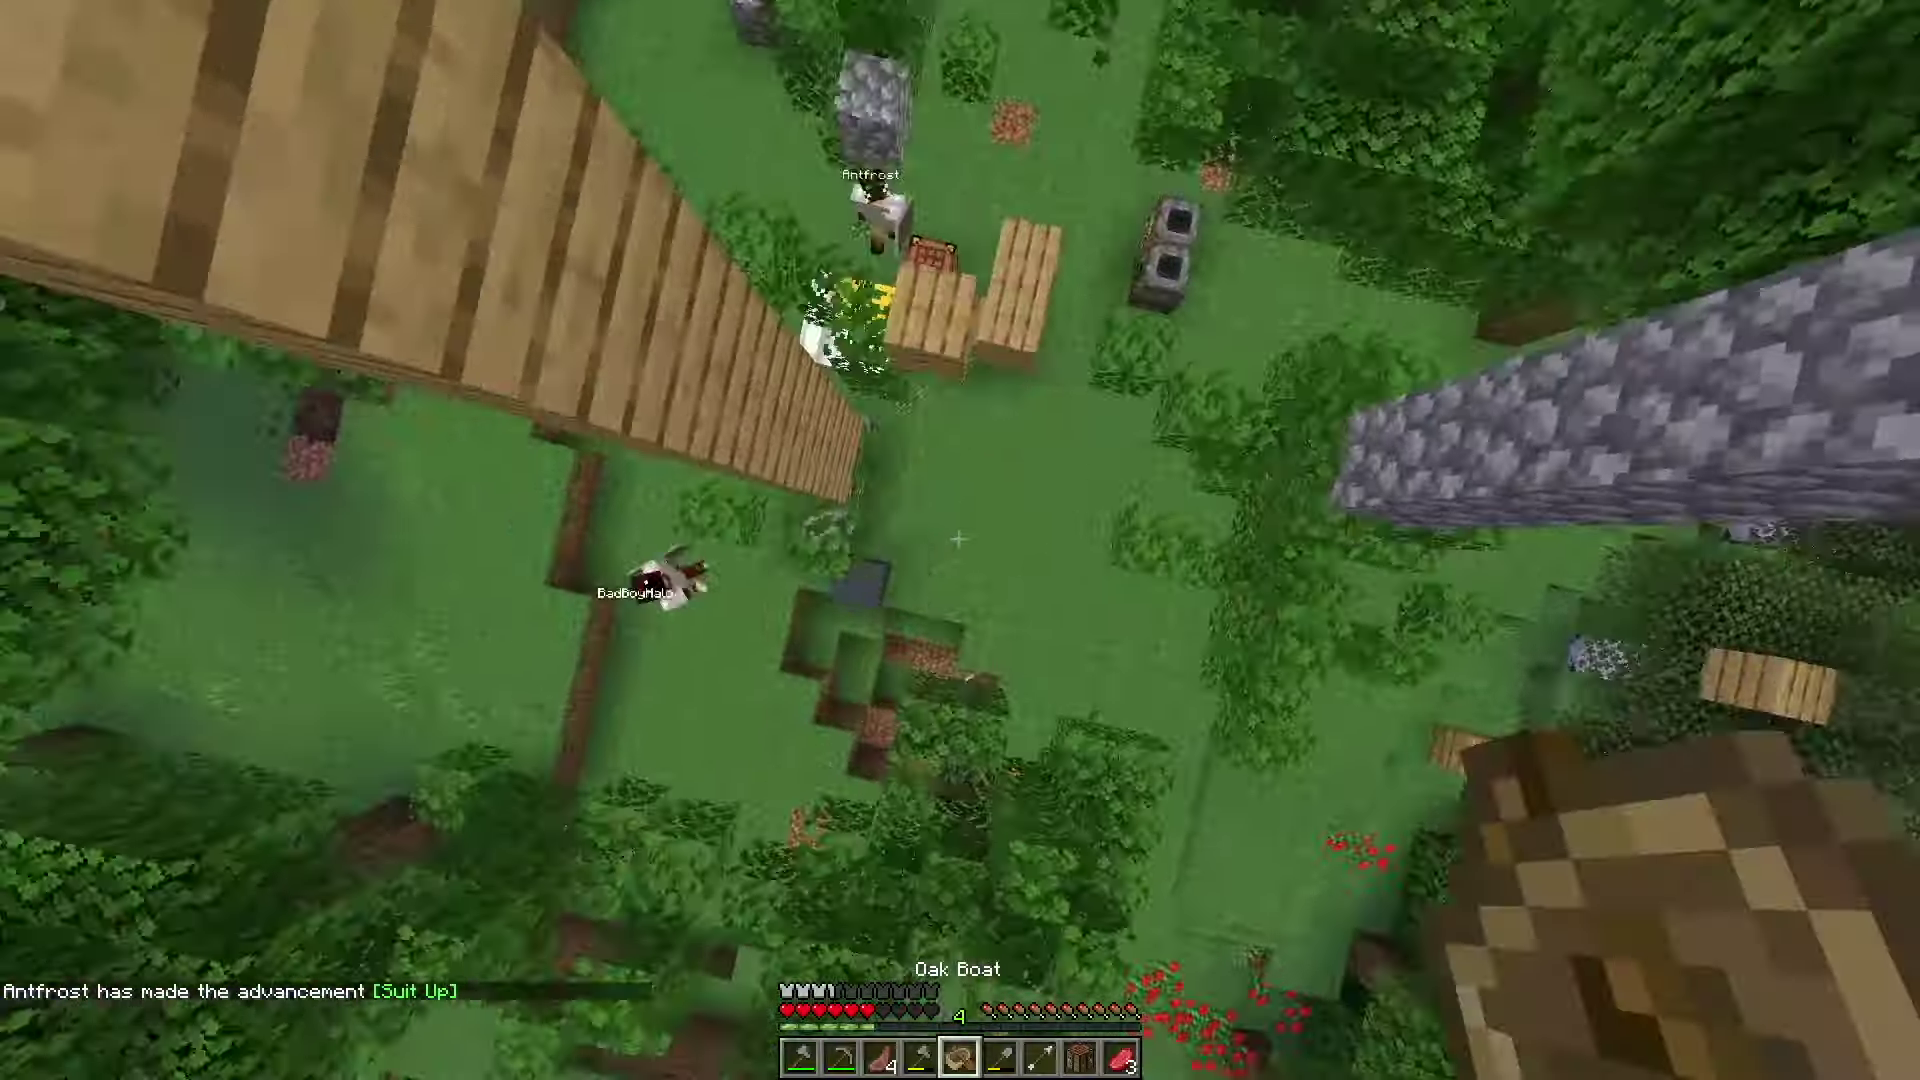 Antfrost
BadBoyHalo
Oak Boat
Antfrost has made the advancement [Suit Up]
4
4
3